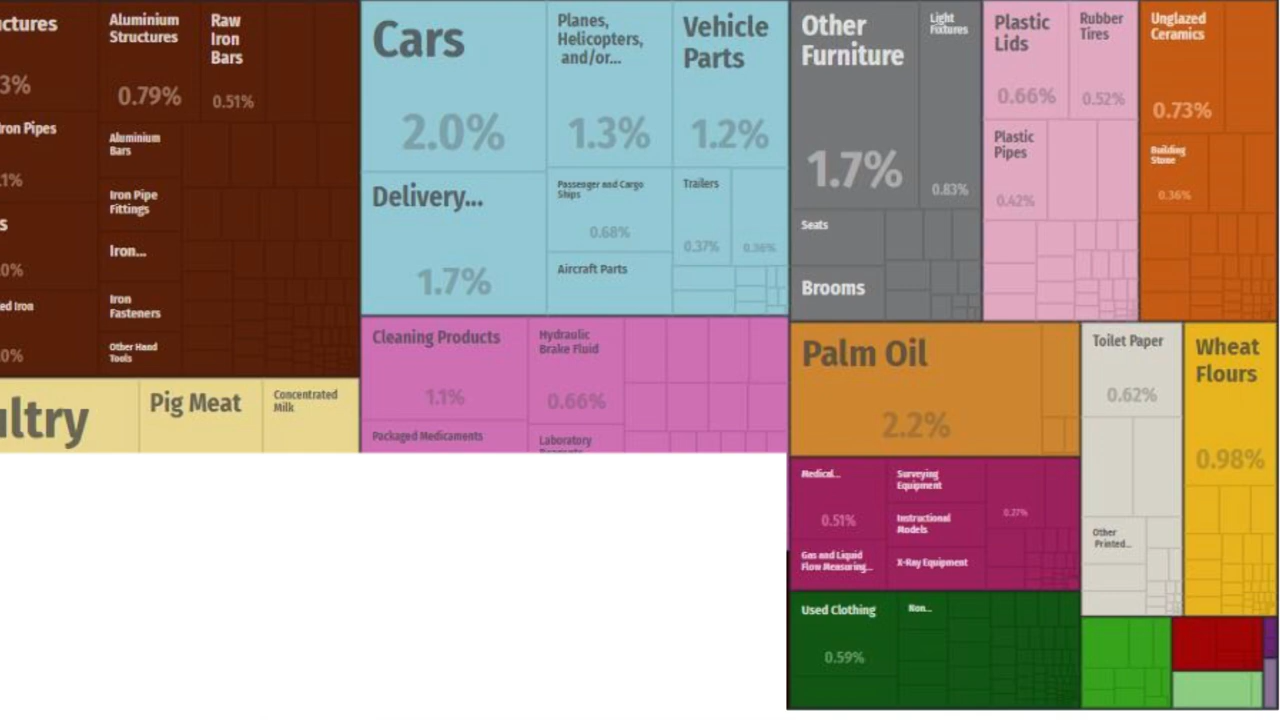 ctures
3%
Iron Pipes
.1%
s
.0%
ed Iron
.0%
Aluminium
Structures
0.79%
Raw
Iron
Bars
0.51%
Aluminium
Bars
Iron Pipe
Fittings
Iron...
Iron
Fasteners
Other Hand
Tools
ultry
Pig Meat
Concentrated
Milk
Cars
2.0%
Delivery...
1.7%
Planes,
Helicopters,
and/or...
1.3%
Vehicle
Parts
1.2%
Passenger and Cargo
Ships
0.68%
Aircraft Parts
Trailers
0.37%
0.36%
Cleaning Products
1.1%
Packaged Medicaments
Hydraulic
Brake Fluid
0.66%
Laboratory
Reagents
Other
Furniture
1.7%
Light
Fixtures
0.83%
Seats
Brooms
Plastic
Lids
0.66%
Rubber
Tires
0.52%
Plastic
Pipes
0.42%
Unglazed
Ceramics
0.73%
Building
Stone
0.36%
Palm Oil
2.2%
Toilet Paper
0.62%
Other
Printed...
Wheat
Flours
0.98%
Medical...
0.51%
Gas and Liquid
Flow Measuring...
Surveying
Equipment
Instructional
Models
X-Ray Equipment
0.27%
Used Clothing
0.59%
Non...